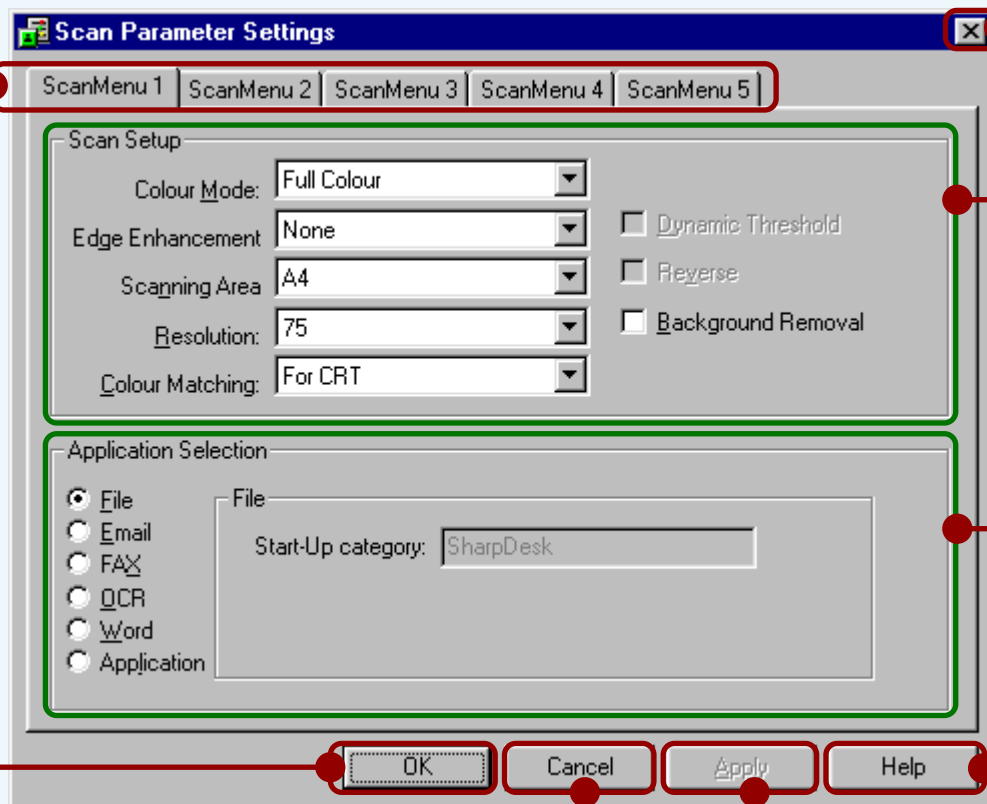 Scan Parameter Settings
ScanMenu 1 ScanMenu 2 ScanMenu 3 ScanMenu 4 ScanMenu 5
Scan Setup
Colour Mode: Full Colour
Edge Enhancement None Dynamic Threshold
Scanning Area A4 Reverse
Resolution: 75 Background Removal
Colour Matching: For CRT
Application Selection
File
Email
FAX
OCR
Word
Application
File
Start-Up category: SharpDesk
OK Cancel Apply Help